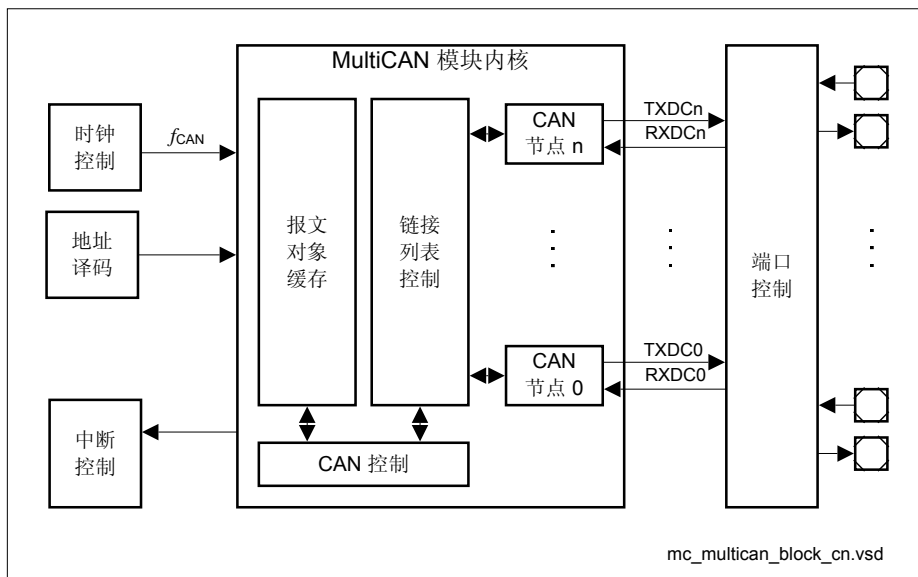 MultiCAN 模块内核
时钟
控制
fCAN
地址
译码
中断
控制
报文
对象
缓存
链接
列表
控制
CAN
节点 n
CAN
节点 0
CAN 控制
TXDCn
RXDCn
TXDC0
RXDC0
端口
控制
mc_multican_block_cn.vsd